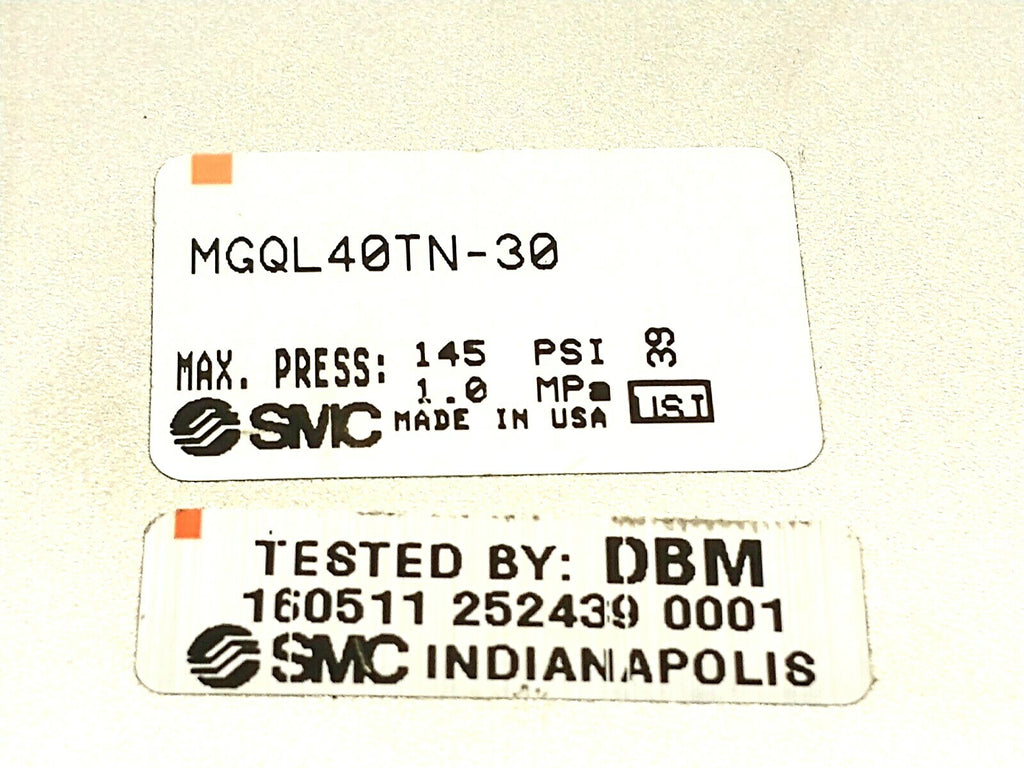 MGQL40TN-30
MAX. PRESS: 145 PSI
1.0 MPa
39
SMC MADE IN USA
TESTED BY: DBM
160511 252439 0001
SMC INDIANAPOLIS